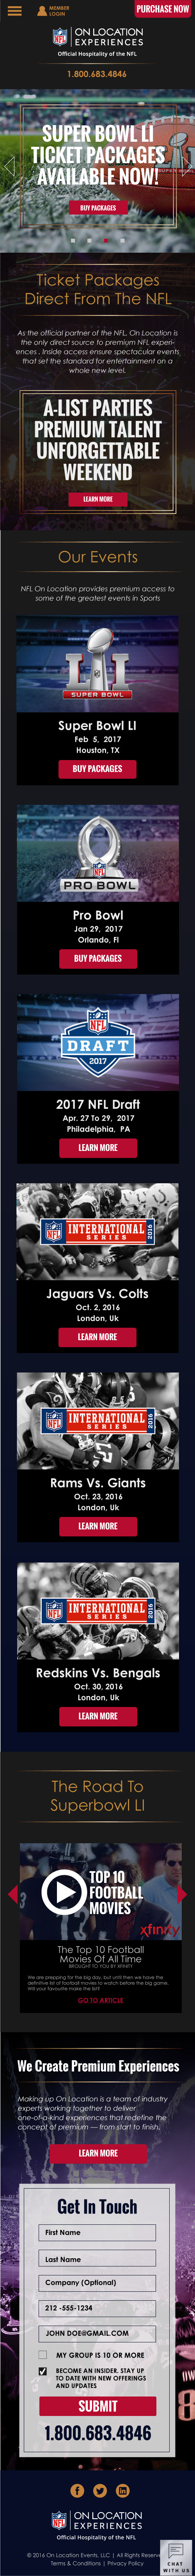 MEMBER
LOGIN
PURCHASE NOW
NFL
ON LOCATION
EXPERIENCES
Official Hospitality of the NFL
1.800.683.4846
SUPER BOWL LI
TICKET PACKAGES
AVAILABLE NOW!
BUY PACKAGES
Ticket Packages
Direct From The NFL
As the official partner of the NFL, On Location is
the only direct source to premium NFL experi-
ences . Inside access ensure spectacular events
that set the standard for entertainment on a
whole new level.
A-LIST PARTIES
PREMIUM TALENT
UNFORGETTABLE
WEEKEND
LEARN MORE
Our Events
NFL On Location provides premium access to
some of the greatest events in Sports
LI
SUPER BOWL
Super Bowl LI
Feb 5, 2017
Houston, TX
BUY PACKAGES
NFL
PRO BOWL
Pro Bowl
Jan 29, 2017
Orlando, Fl
BUY PACKAGES
NFL
DRAFT
2017
2017 NFL Draft
Apr. 27 To 29, 2017
Philadelphia, PA
LEARN MORE
NFL
INTERNATIONAL
SERIES
2016
Jaguars Vs. Colts
Oct. 2, 2016
London, Uk
LEARN MORE
NFL
INTERNATIONAL
SERIES
2016
Rams Vs. Giants
Oct. 23, 2016
London, Uk
LEARN MORE
NFL
INTERNATIONAL
SERIES
2016
Redskins Vs. Bengals
Oct. 30, 2016
London, Uk
LEARN MORE
The Road To
Superbowl LI
TOP 10
FOOTBALL
MOVIES
xfinity
The Top 10 Football
Movies Of All Time
BROUGHT TO YOU BY XFINITY
We are prepping for the big day, but until then we have the
definitive list of football movies to watch before the big game.
Will your favourite make the list?
GO TO ARTICLE
We Create Premium Experiences
Making up On Location is a team of industry
experts working together to deliver
one-of-a-kind experiences that redefine the
concept of premium — from start to finish.
LEARN MORE
Get In Touch
First Name
Last Name
Company (Optional)
212 -555-1234
JOHN DOE@GMAIL.COM
MY GROUP IS 10 OR MORE
BECOME AN INSIDER, STAY UP
TO DATE WITH NEW OFFERINGS
AND UPDATES
SUBMIT
1.800.683.4846
NFL
ON LOCATION
EXPERIENCES
Official Hospitality of the NFL
© 2016 On Location Events, LLC | All Rights Reserve
Terms & Conditions | Privacy Policy
CHAT
WITH US